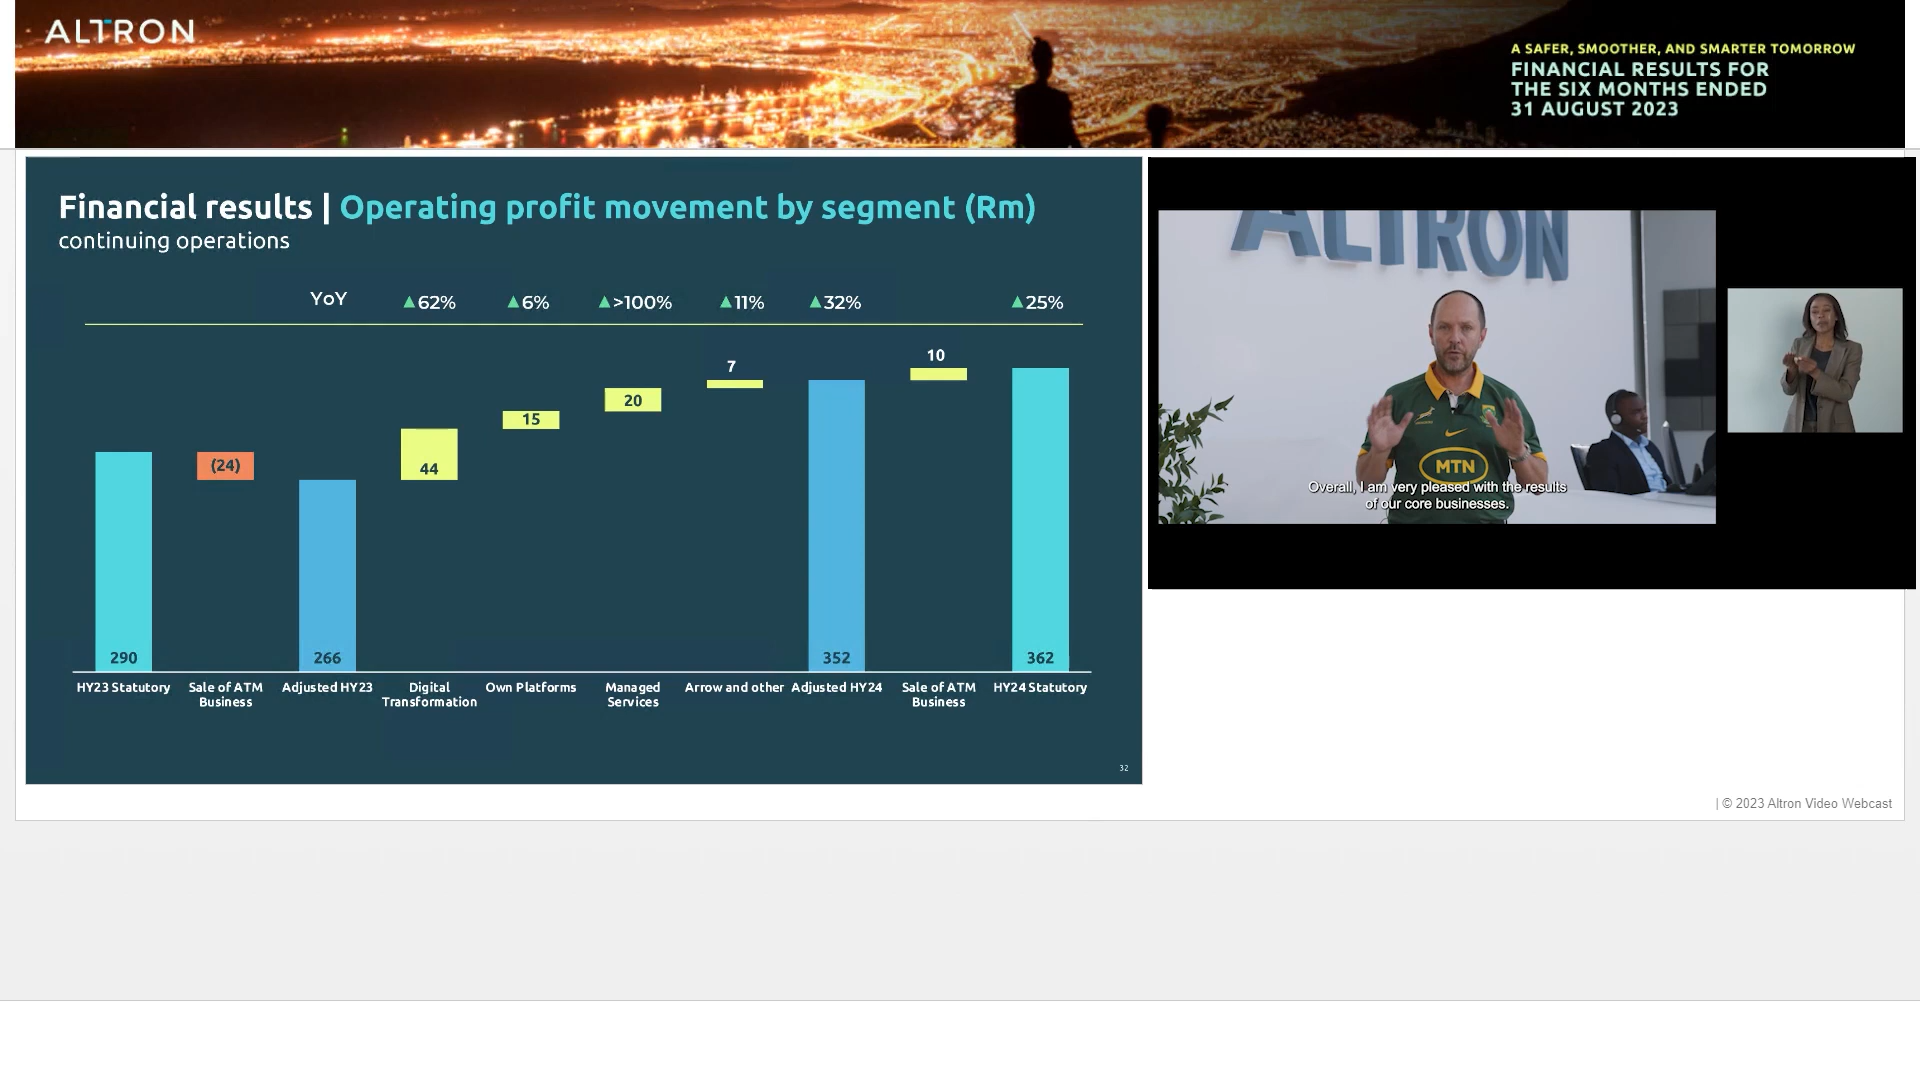 ALTRON
A SAFER, SMOOTHER, AND SMARTER TOMORROW
FINANCIAL RESULTS FOR
THE SIX MONTHS ENDED
31 AUGUST 2023
Financial results | Operating profit movement by segment (Rm)
continuing operations
YoY ▲62% ▲6% ▲>100% ▲11% ▲32% ▲25%
10
7
20
15
(24)
44
290 266 352 362
HY23 Statutory Sale of ATM Adjusted HY23 Digital Own Platforms Managed Arrow and other Adjusted HY24 Sale of ATM HY24 Statutory
Business Transformation Services Business
32
ALTRON
MTN
Overall, I am very pleased with the results
of our core businesses.
| © 2023 Altron Video Webcast